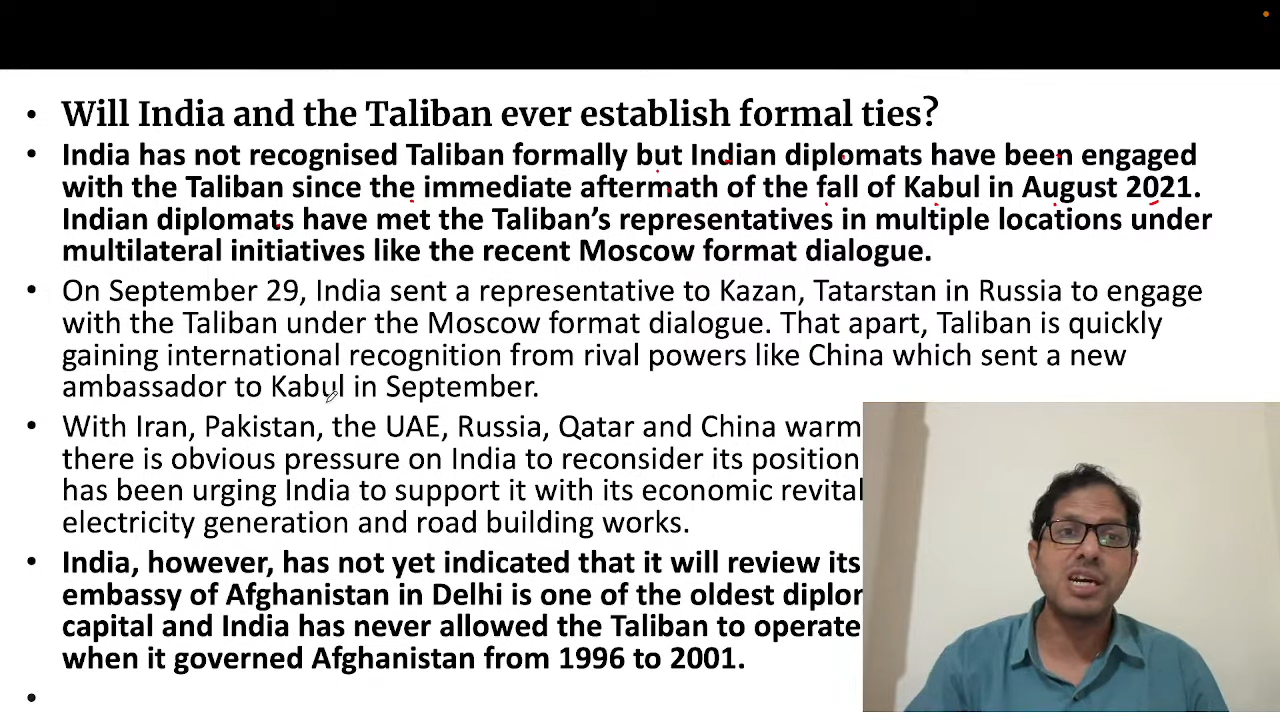 • Will India and the Taliban ever establish formal ties?
• India has not recognised Taliban formally but Indian diplomats have been engaged
with the Taliban since the immediate aftermath of the fall of Kabul in August 2021.
Indian diplomats have met the Taliban’s representatives in multiple locations under
multilateral initiatives like the recent Moscow format dialogue.
• On September 29, India sent a representative to Kazan, Tatarstan in Russia to engage
with the Taliban under the Moscow format dialogue. That apart, Taliban is quickly
gaining international recognition from rival powers like China which sent a new
ambassador to Kabul in September.
• With Iran, Pakistan, the UAE, Russia, Qatar and China warm
there is obvious pressure on India to reconsider its position
has been urging India to support it with its economic
electricity generation and road building works.
• India, however, has not yet indicated that it will review its
embassy of Afghanistan in Delhi is one of the oldest
capital and India has never allowed the Taliban to operate
when it governed Afghanistan from 1996 to 2001.
•